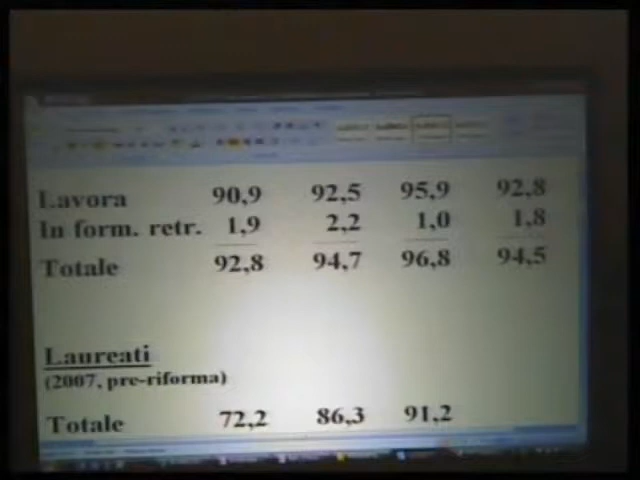 Lavora 90,9 92,5 95,9 92,8
In form. retr. 1,9 2,2 1,0 1,8
Totale 92,8 94,7 96,8 94,5
Laureati
(2007, pre-riforma)
Totale 72,2 86,3 91,2